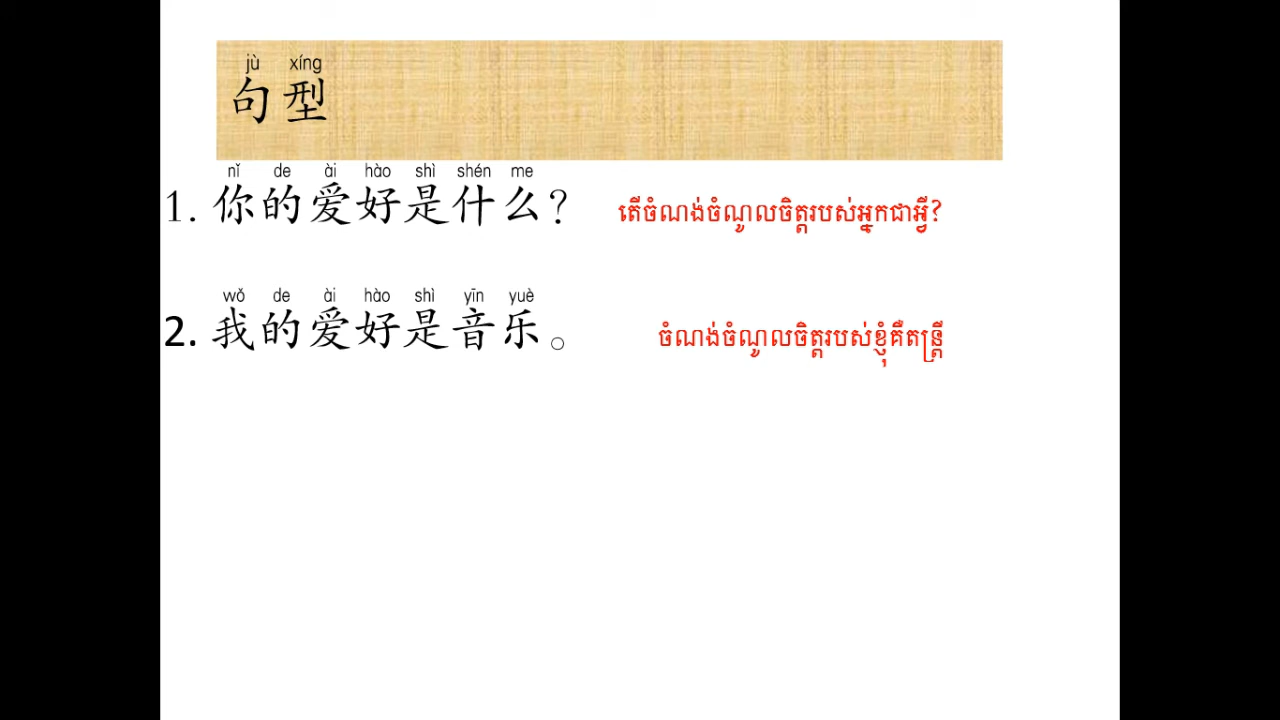 jù xíng
句型
nǐ de ài hào shì shén me
1. 你的爱好是什么? តើចំណង់ចំណូលចិត្តរបស់អ្នកជាអ្វី?
wǒ de ài hào shì yīn yuè
2. 我的爱好是音乐。 ចំណង់ចំណូលចិត្តរបស់ខ្ញុំគឺតន្ត្រី